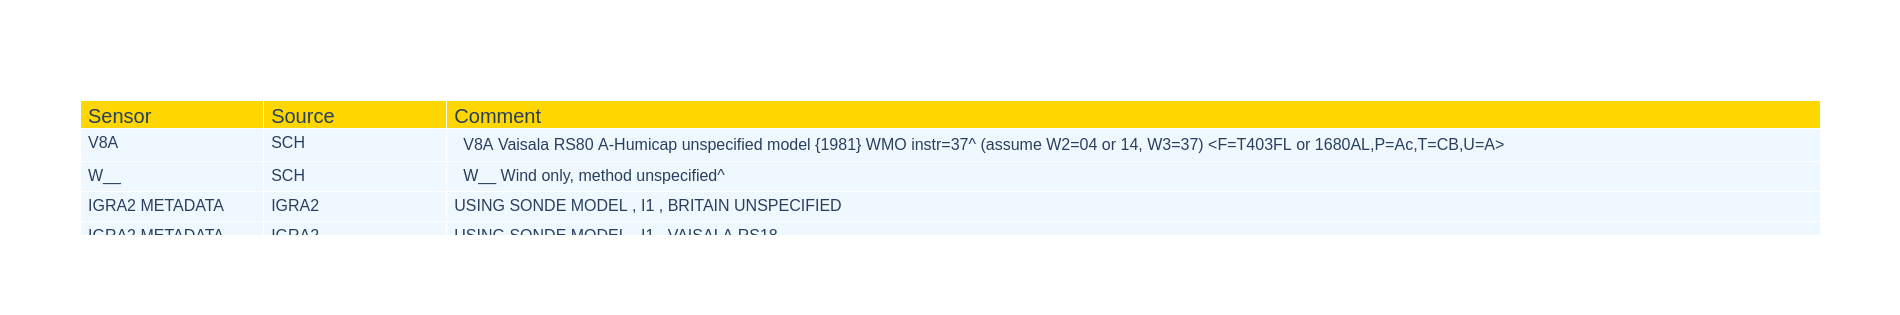 Sensor Source Comment
V8A SCH V8A Vaisala RS80 A-Humicap unspecified model {1981} WMO instr=37^ (assume W2=04 or 14, W3=37) <F=T403FL or 1680AL,P=Ac,T=CB,U=A>
W__ SCH W__ Wind only, method unspecified^
IGRA2 METADATA IGRA2 USING SONDE MODEL , I1 , BRITAIN UNSPECIFIED
IGRA2 METADATA IGRA2 USING SONDE MODEL , I1 , VAISALA RS18